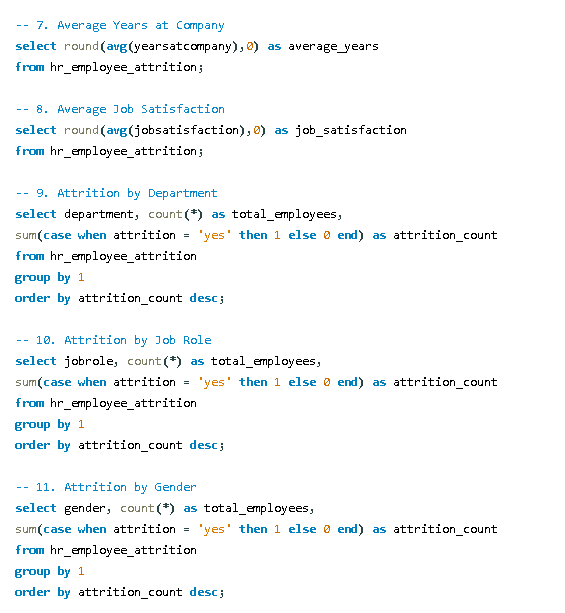 -- 7. Average Years at Company
select round(avg(yearsatcompany),0) as average_years
from hr_employee_attrition;
-- 8. Average Job Satisfaction
select round(avg(jobsatisfaction),0) as job_satisfaction
from hr_employee_attrition;
-- 9. Attrition by Department
select department, count(*) as total_employees,
sum(case when attrition = 'yes' then 1 else 0 end) as attrition_count
from hr_employee_attrition
group by 1
order by attrition_count desc;
-- 10. Attrition by Job Role
select jobrole, count(*) as total_employees,
sum(case when attrition = 'yes' then 1 else 0 end) as attrition_count
from hr_employee_attrition
group by 1
order by attrition_count desc;
-- 11. Attrition by Gender
select gender, count(*) as total_employees,
sum(case when attrition = 'yes' then 1 else 0 end) as attrition_count
from hr_employee_attrition
group by 1
order by attrition_count desc;